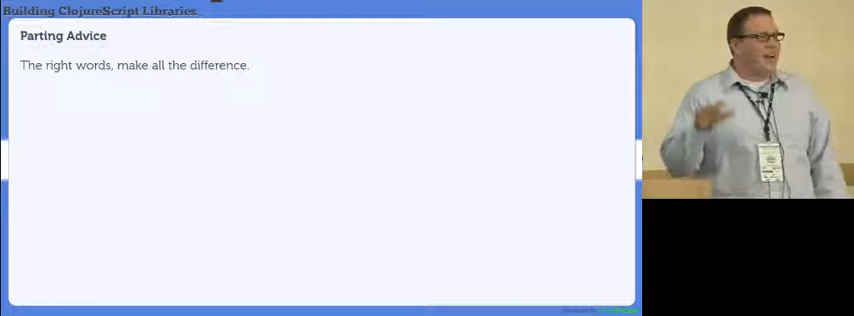 Building ClojureScript Libraries
Parting Advice
The right words, make all the difference.